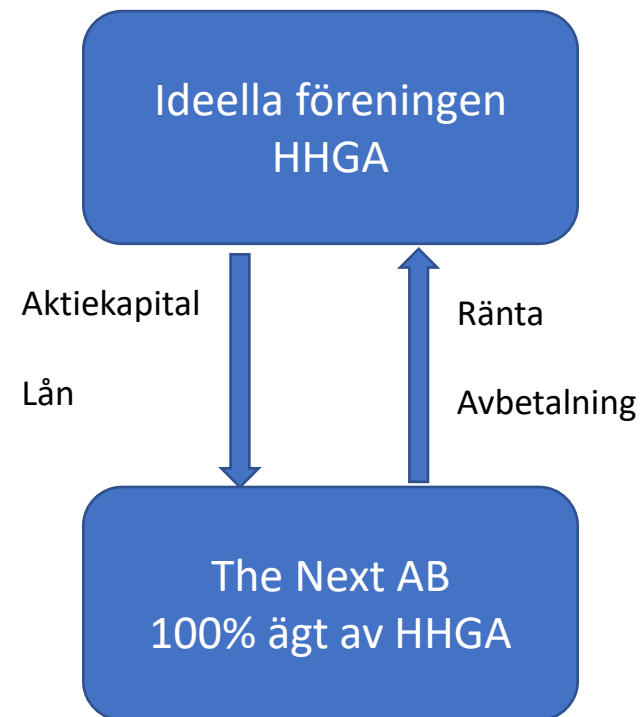 Ideella föreningen
HHGA
Aktiekapital
Lån
Ränta
Avbetalning
The Next AB
100% ägt av HHGA